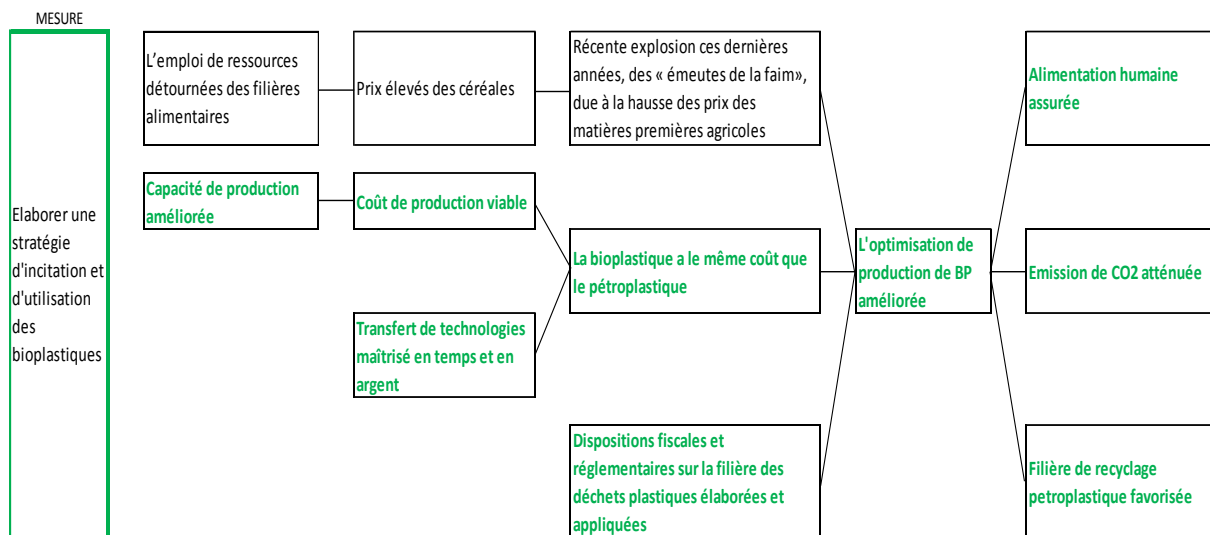 MESURE
Elaborer une
stratégie
d'incitation et
d'utilisation
des
bioplastiques
L'emploi de ressources
détournées des filières
alimentaires
Prix élevés des céréales
Récente explosion ces dernières
années, des « émeutes de la faim»,
due à la hausse des prix des
matières premières agricoles
Alimentation humaine
assurée
Capacité de production
améliorée
Coût de production viable
La bioplastique a le même coût que
le pétroplastique
L'optimisation de
production de BP
améliorée
Emission de CO2 atténuée
Transfert de technologies
maîtrisé en temps et en
argent
Dispositions fiscales et
réglementaires sur la filière des
déchets plastiques élaborées et
appliquées
Filière de recyclage
petroplastique favorisée